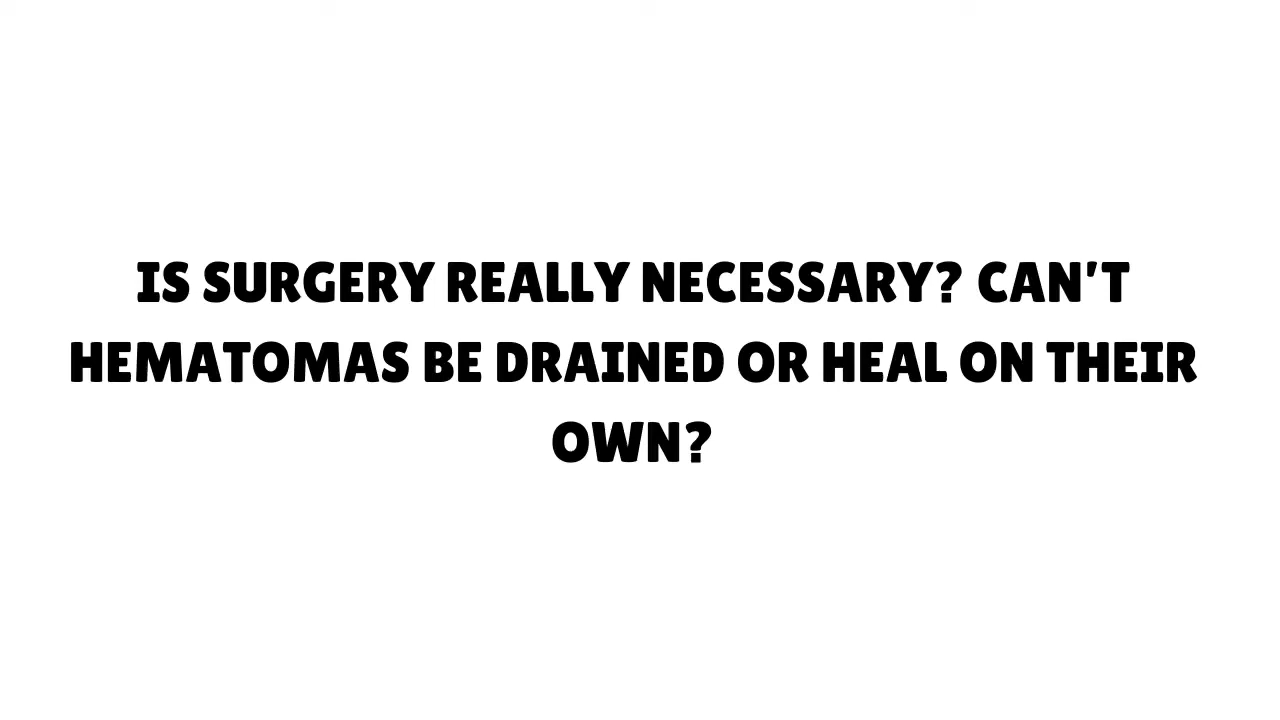 IS SURGERY REALLY NECESSARY? CAN'T
HEMATOMAS BE DRAINED OR HEAL ON THEIR
OWN?